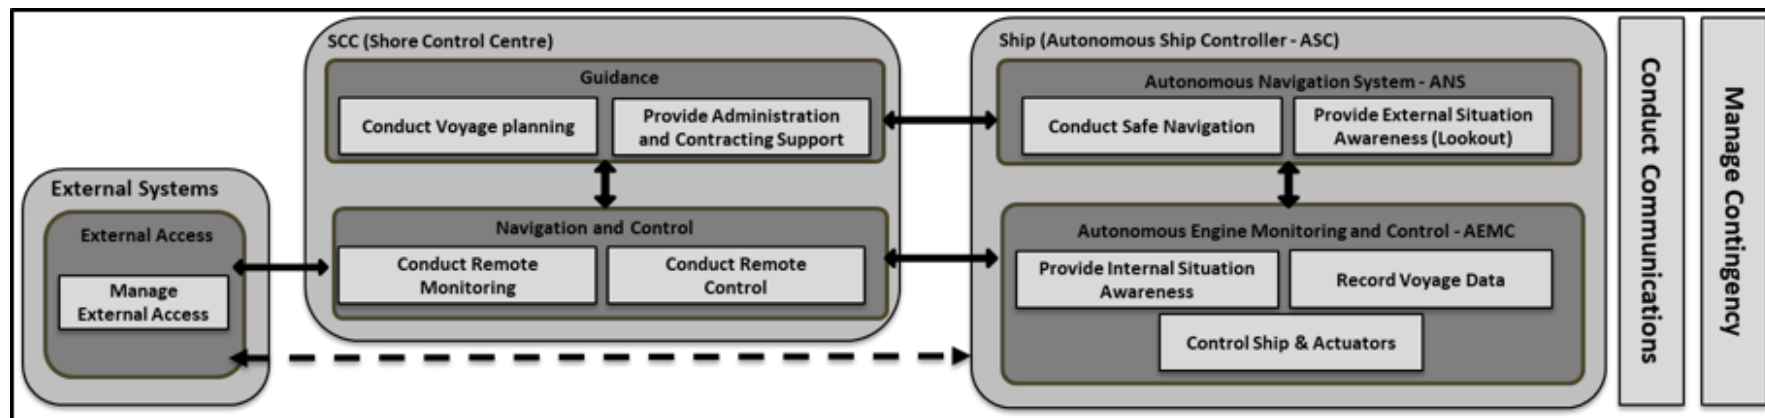 External Systems
External Access
Manage
External Access
SCC (Shore Control Centre)
Guidance
Conduct Voyage planning
Provide Administration
and Contracting Support
Navigation and Control
Conduct Remote
Monitoring
Conduct Remote
Control
Ship (Autonomous Ship Controller - ASC)
Autonomous Navigation System - ANS
Conduct Safe Navigation
Provide External Situation
Awareness (Lookout)
Autonomous Engine Monitoring and Control - AEMC
Provide Internal Situation
Awareness
Record Voyage Data
Control Ship & Actuators
Conduct Communications
Manage Contingency